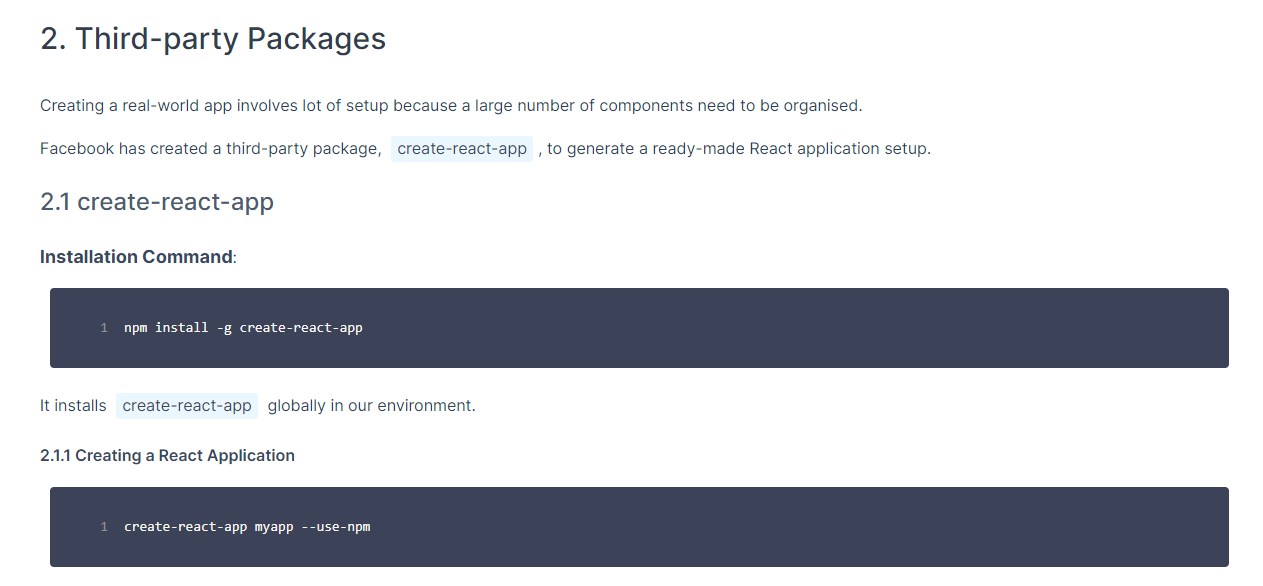 2. Third-party Packages
Creating a real-world app involves lot of setup because a large number of components need to be organised.
Facebook has created a third-party package, create-react-app , to generate a ready-made React application setup.
2.1 create-react-app
Installation Command:
1 npm install -g create-react-app
It installs create-react-app globally in our environment.
2.1.1 Creating a React Application
1 create-react-app myapp --use-npm